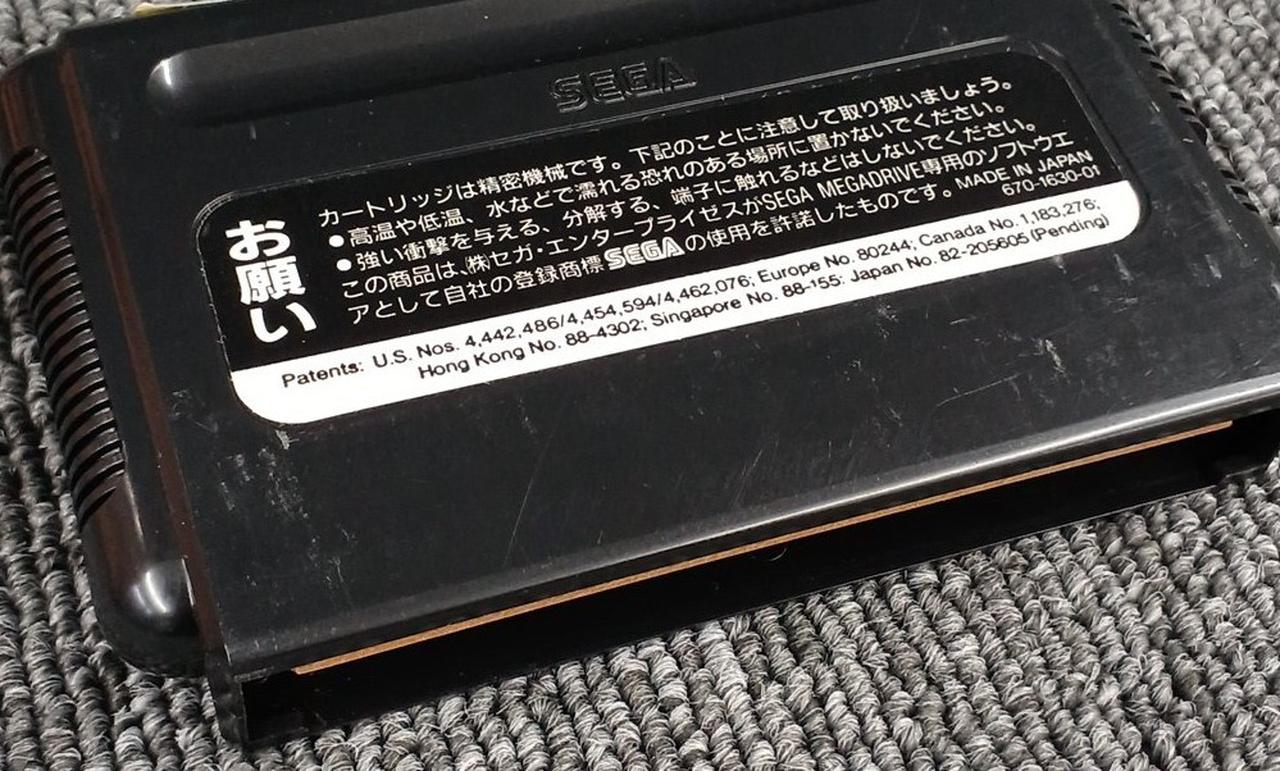 SEGA
お願い
カートリッジは精密機械です。下記のことに注意して取り扱いましょう。
●高温や低温、水などで濡れる恐れのある場所に置かないでください。
●強い衝撃を与える、分解する、端子に触れるなどはしないでください。
この商品は、㈱セガ・エンタープライゼスがSEGA MEGADRIVE専用のソフトウエ
アとして自社の登録商標SEGAの使用を許諾したものです。MADE IN JAPAN
670-1630-01
Patents: U.S. Nos. 4,442,486/4,454,594/4,462,076; Europe No. 80244; Canada No. 1,183,276;
Hong Kong No. 88-4302; Singapore No. 88-155: Japan No. 82-205605 (Pending)